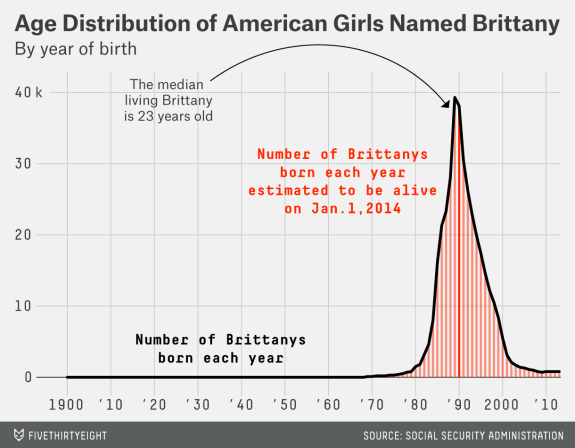 Age Distribution of American Girls Named Brittany
By year of birth
The median
living Brittany
is 23 years old
40 k
30
20
10
0
Number of Brittanys
born each year
estimated to be alive
on Jan.1,2014
Number of Brittanys
born each year
1900 '10 '20 '30 '40 '50 '60 '70 '80 '90 2000 '10
FIVETHIRTYEIGHT SOURCE: SOCIAL SECURITY ADMINISTRATION